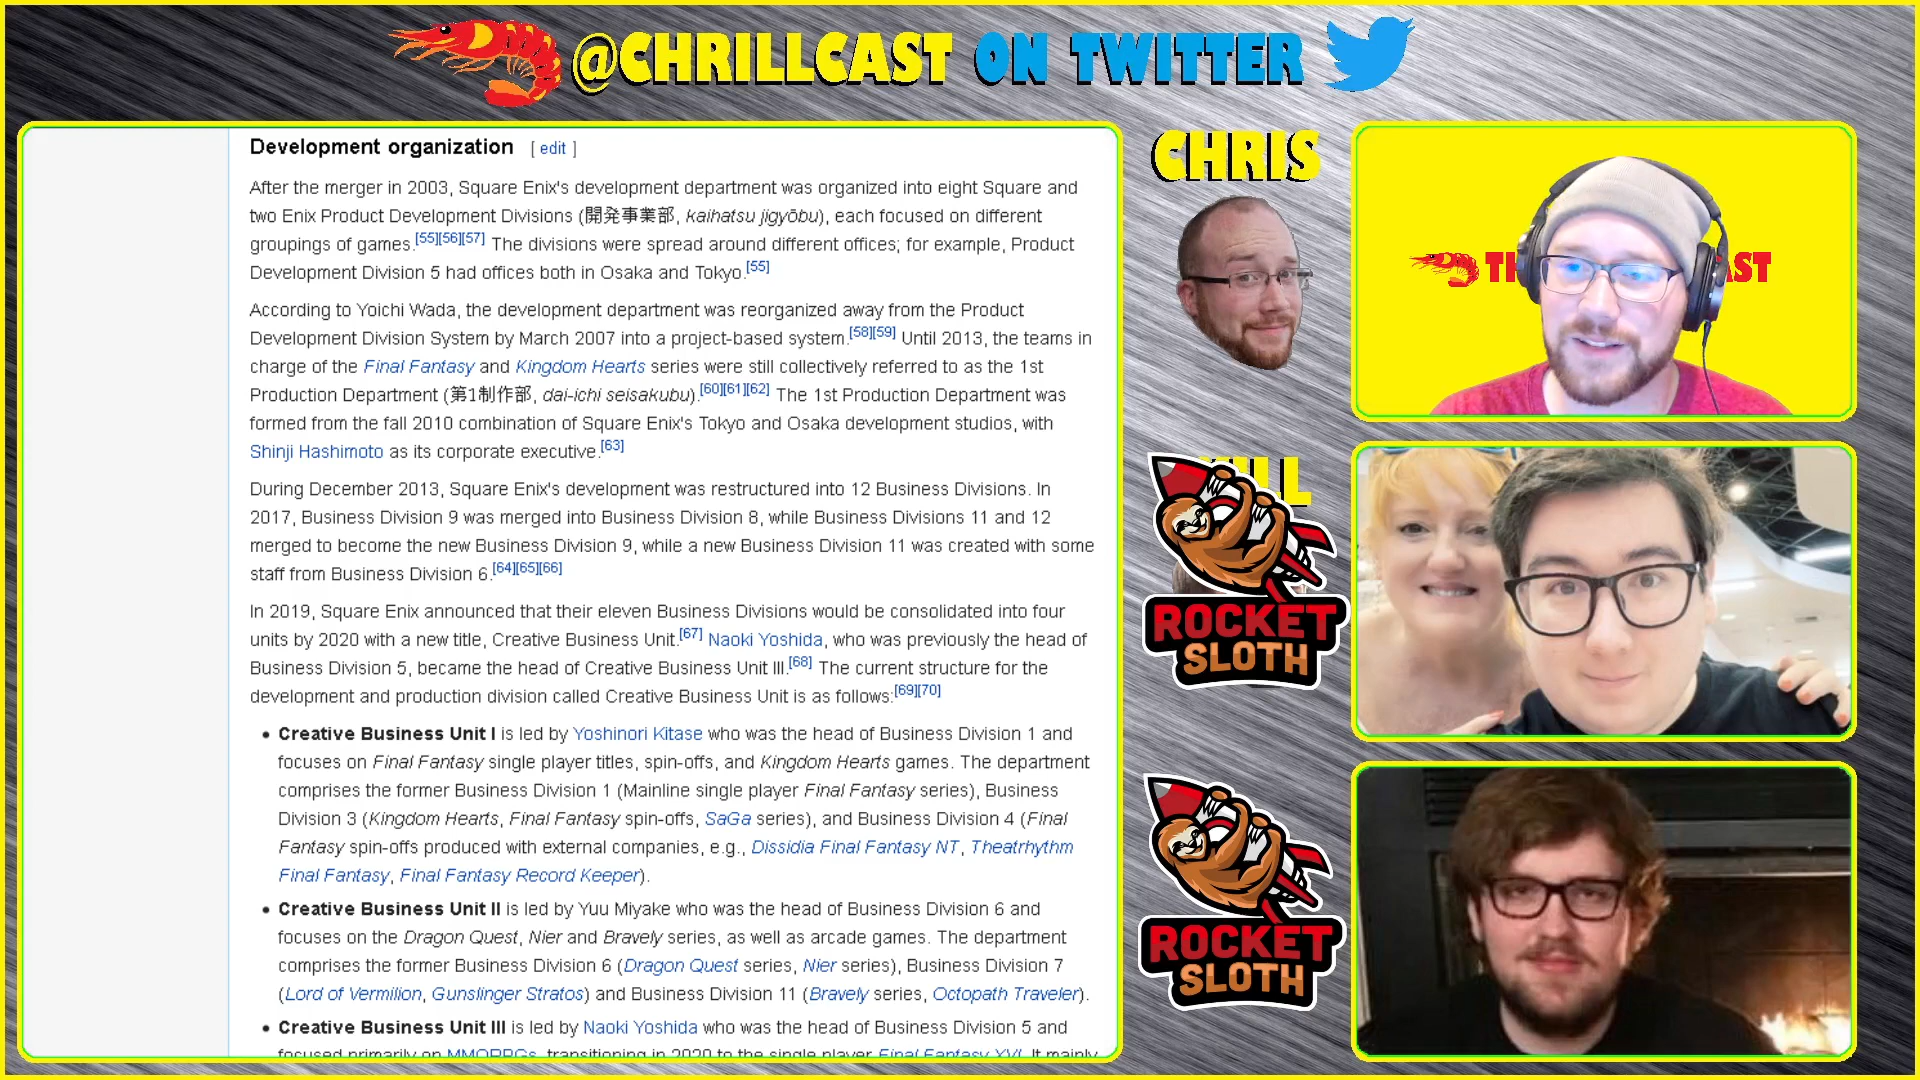 @CHRILLCAST ON TWITTER
Development organization [ edit ]
After the merger in 2003, Square Enix's development department was organized into eight Square and
two Enix Product Development Divisions (開発事業部, kaihatsu jigyōbu), each focused on different
groupings of games.[55][56][57] The divisions were spread around different offices; for example, Product
Development Division 5 had offices both in Osaka and Tokyo.[55]
According to Yoichi Wada, the development department was reorganized away from the Product
Development Division System by March 2007 into a project-based system.[58][59] Until 2013, the teams in
charge of the Final Fantasy and Kingdom Hearts series were still collectively referred to as the 1st
Production Department (第1制作部, dai-ichi seisakubu).[60][61][62] The 1st Production Department was
formed from the fall 2010 combination of Square Enix's Tokyo and Osaka development studios, with
Shinji Hashimoto as its corporate executive.[63]
During December 2013, Square Enix's development was restructured into 12 Business Divisions. In
2017, Business Division 9 was merged into Business Division 8, while Business Divisions 11 and 12
merged to become the new Business Division 9, while a new Business Division 11 was created with some
staff from Business Division 6.[64][65][66]
In 2019, Square Enix announced that their eleven Business Divisions would be consolidated into four
units by 2020 with a new title, Creative Business Unit.[67] Naoki Yoshida, who was previously the head of
Business Division 5, became the head of Creative Business Unit III.[68] The current structure for the
development and production division called Creative Business Unit is as follows:[69][70]
• Creative Business Unit I is led by Yoshinori Kitase who was the head of Business Division 1 and
focuses on Final Fantasy single player titles, spin-offs, and Kingdom Hearts games. The department
comprises the former Business Division 1 (Mainline single player Final Fantasy series), Business
Division 3 (Kingdom Hearts, Final Fantasy spin-offs, SaGa series), and Business Division 4 (Final
Fantasy spin-offs produced with external companies, e.g., Dissidia Final Fantasy NT, Theatrhythm
Final Fantasy, Final Fantasy Record Keeper).
• Creative Business Unit II is led by Yuu Miyake who was the head of Business Division 6 and
focuses on the Dragon Quest, Nier and Bravely series, as well as arcade games. The department
comprises the former Business Division 6 (Dragon Quest series, Nier series), Business Division 7
(Lord of Vermilion, Gunslinger Stratos) and Business Division 11 (Bravely series, Octopath Traveler).
• Creative Business Unit III is led by Naoki Yoshida who was the head of Business Division 5 and
focused primarily on MMORPGs, transitioning in 2020 to the single player Final Fantasy XVI. It mainly
CHRIS
ROCKET
SLOTH
ROCKET
SLOTH